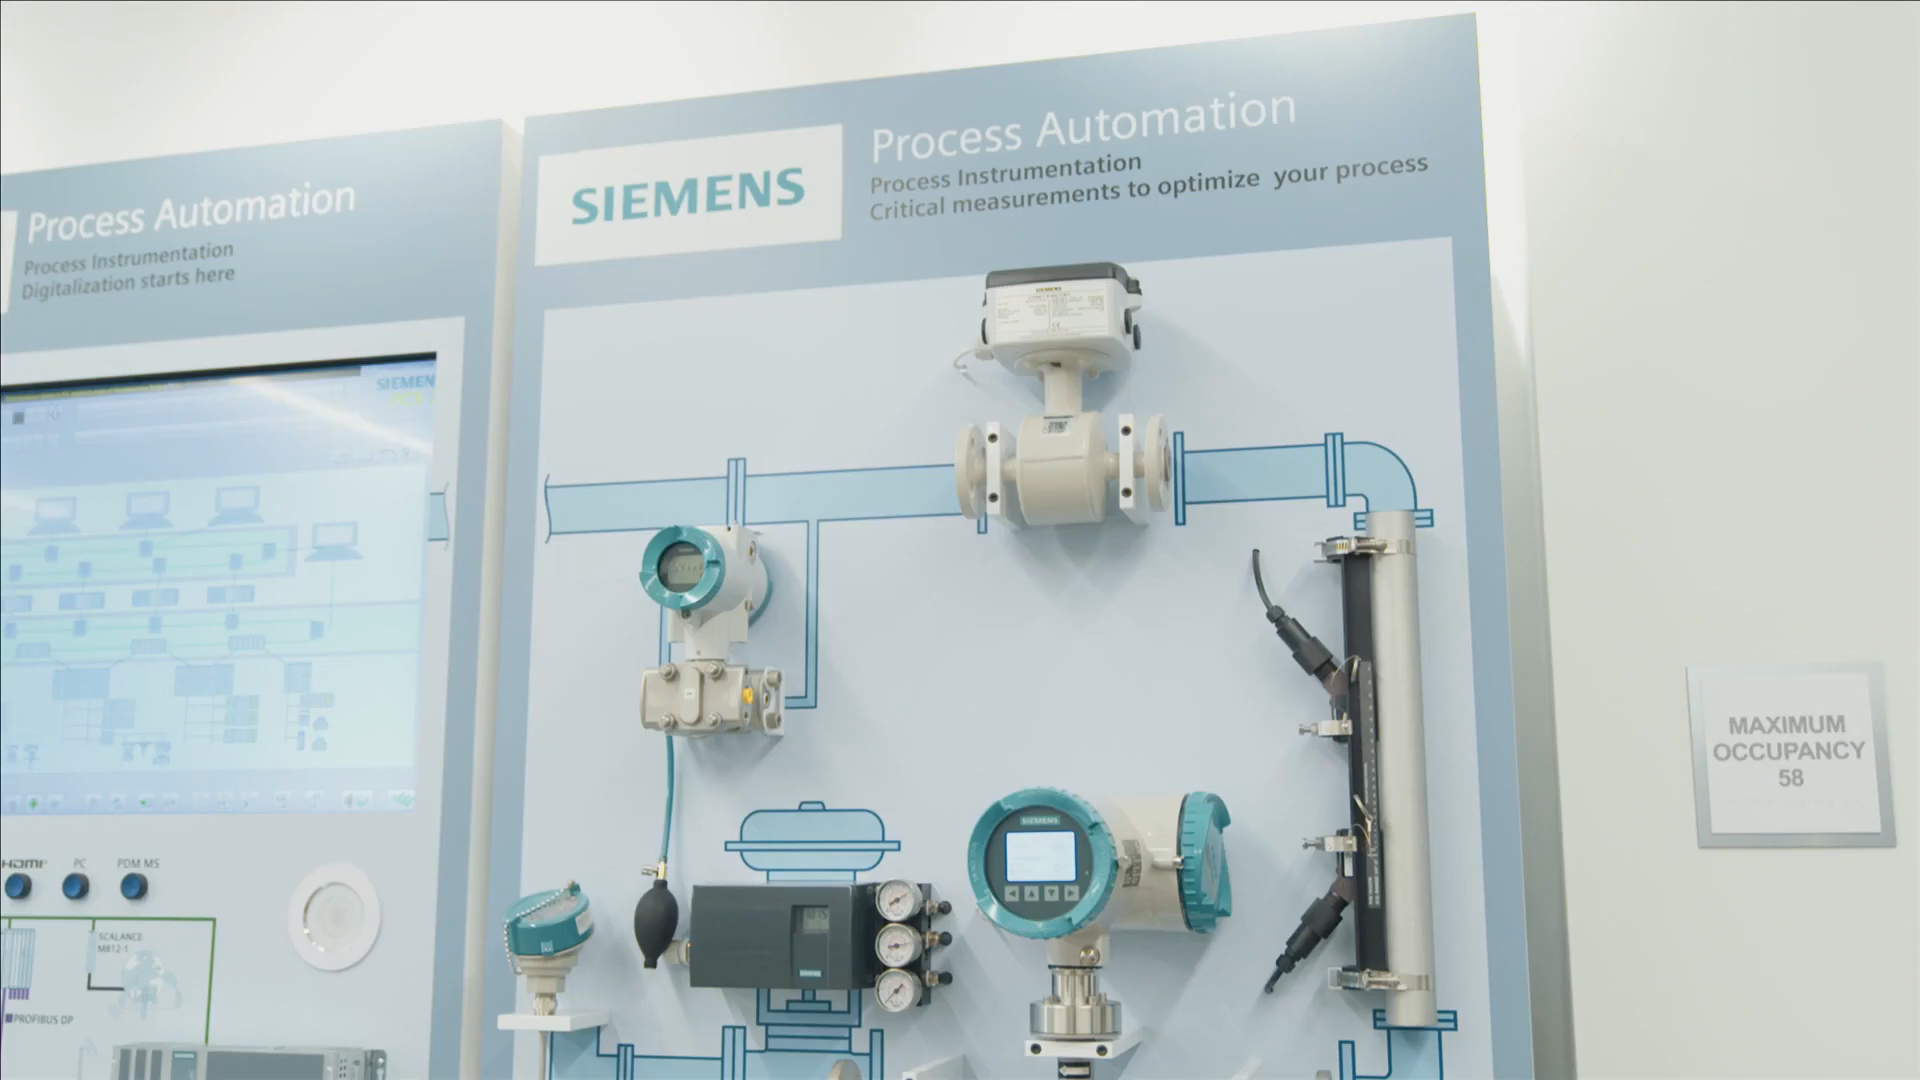 Process Automation
Process Instrumentation
Digitalization starts here
SIEMEN
HDMI
PC
PDM MS
SCALANCE
M812-1
PROFIBUS DP
SIEMENS
Process Automation
Process Instrumentation
Critical measurements to optimize your process
SIEMENS
SIEMENS
MAXIMUM
OCCUPANCY
58